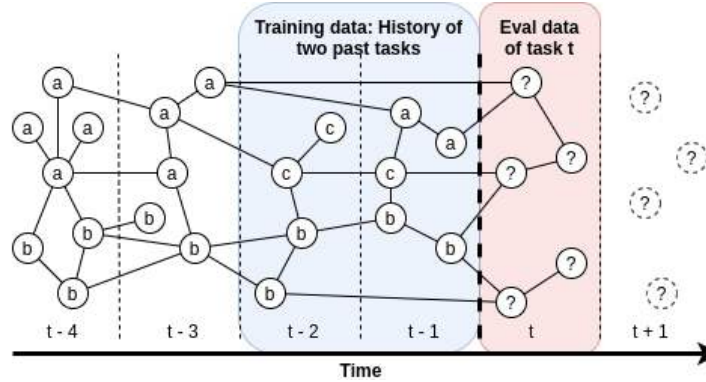 Training data: History of
two past tasks
Eval data
of task t
a
a
?
?
a
a
a
c
a
?
?
a
a
c
c
?
?
b
b
b
b
b
b
b
?
b
b
?
?
t - 4
t - 3
t - 2
t - 1
t
t + 1
Time